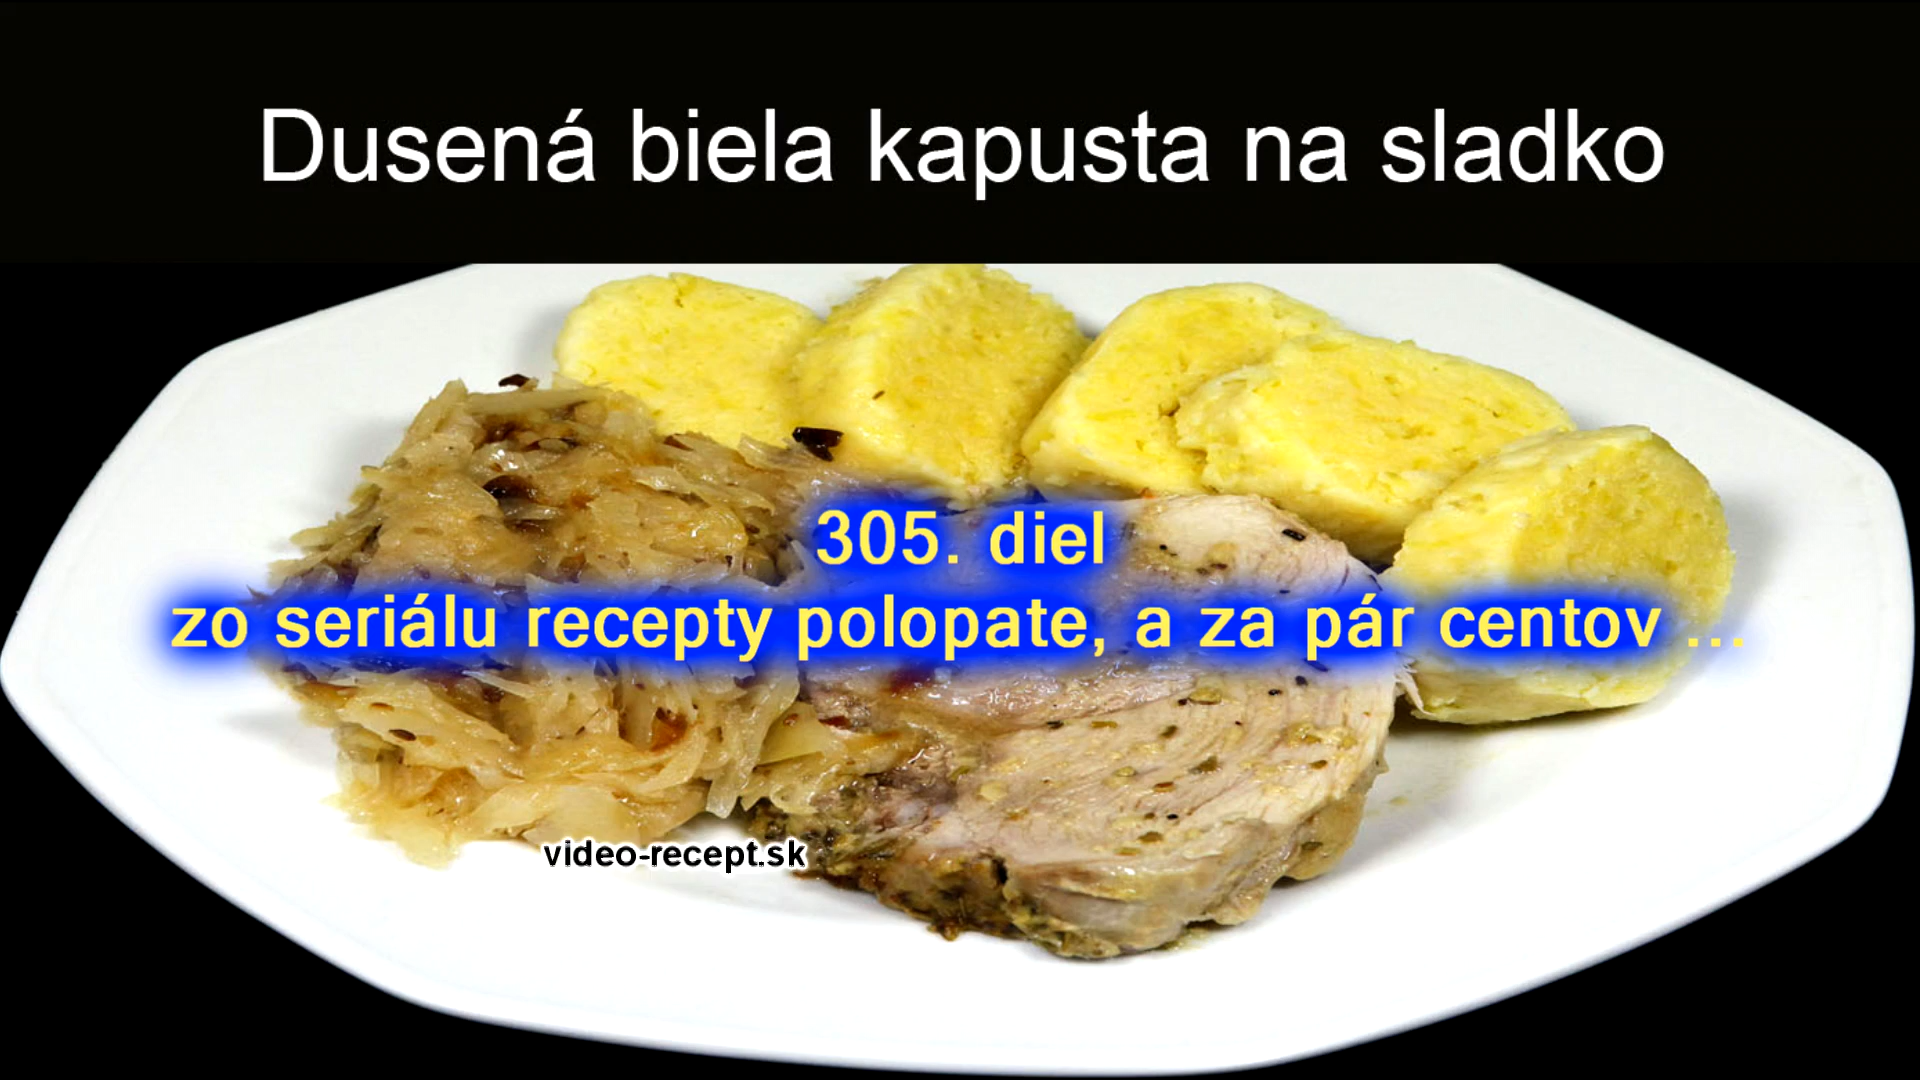 Dusená biela kapusta na sladko
305. diel
zo seriálu recepty polopate, a za pár centov ...
video-recept.sk